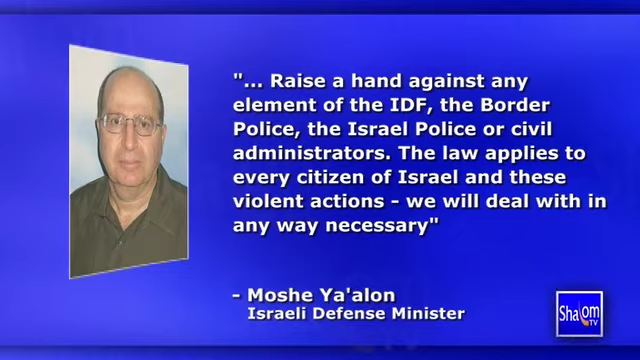 "... Raise a hand against any
element of the IDF, the Border
Police, the Israel Police or civil
administrators. The law applies to
every citizen of Israel and these
violent actions - we will deal with in
any way necessary"
- Moshe Ya'alon
Israeli Defense Minister
Shalom
TV